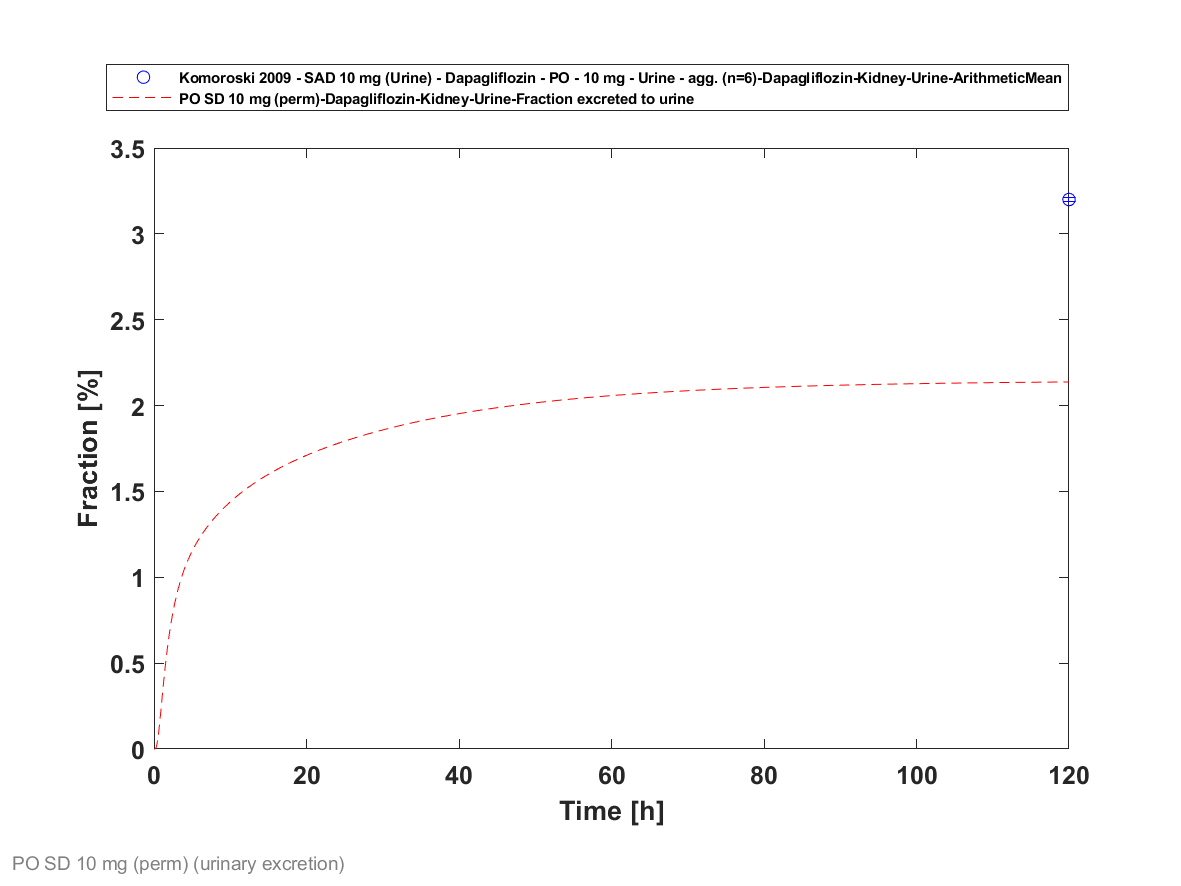 Komoroski 2009 - SAD 10 mg (Urine) - Dapagliflozin - PO - 10 mg - Urine - agg. (n=6)-Dapagliflozin-Kidney-Urine-ArithmeticMean
PO SD 10 mg (perm)-Dapagliflozin-Kidney-Urine-Fraction excreted to urine
3.5
3
2.5
2
1.5
1
0.5
0
Fraction [%]
0 20 40 60 80 100 120
Time [h]
PO SD 10 mg (perm) (urinary excretion)